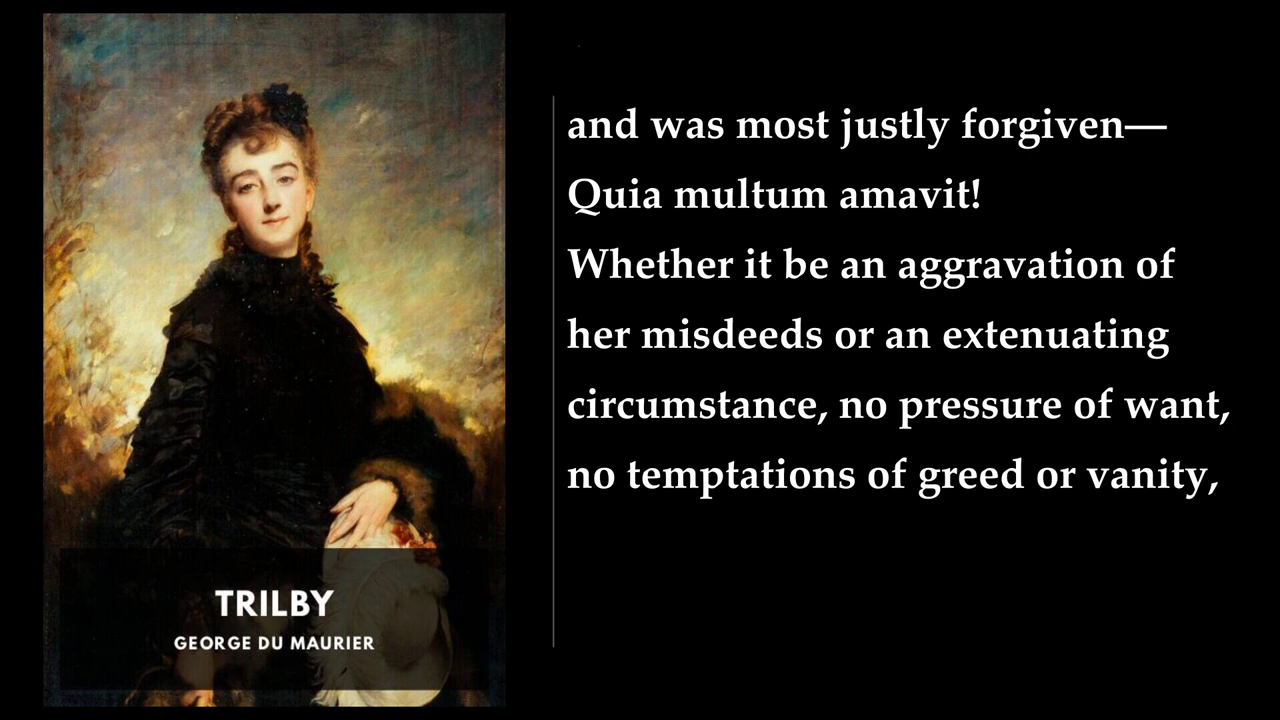 TRILBY
GEORGE DU MAURIER
and was most justly forgiven—
Quia multum amavit!
Whether it be an aggravation of
her misdeeds or an extenuating
circumstance, no pressure of want,
no temptations of greed or vanity,